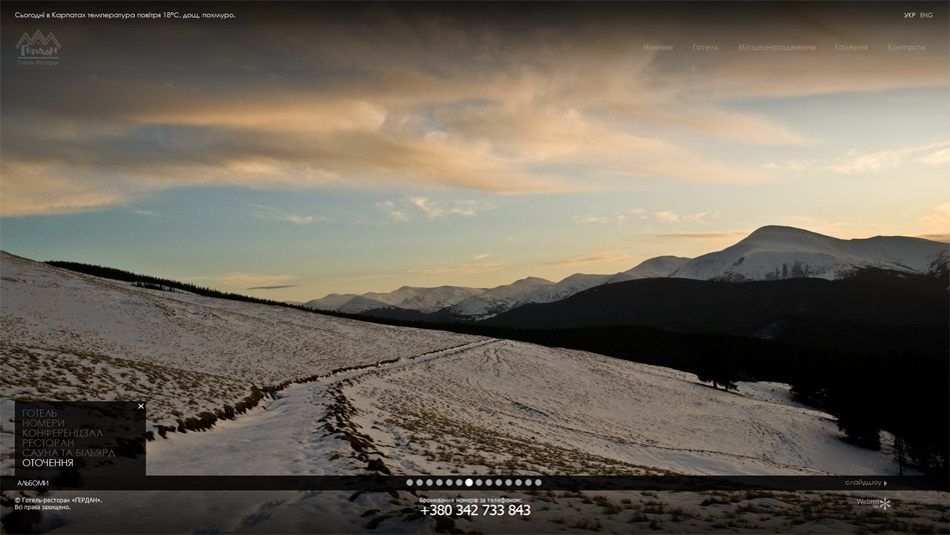 Сьогодні в Карпатах температура повітря 18°С, дощ, похмуро.
УКР ENG
ГЕРДАН
Готель-Ресторан
Новини Готель Місцезнаходження Галерея Контакти
ГОТЕЛЬ
НОМЕРИ
КОНФЕРЕНЦЗАЛ
РЕСТОРАН
САУНА ТА БІЛЬЯРД
ОТОЧЕННЯ
АЛЬБОМИ
слайдшоу
© Готель-ресторан «ҐЕРДАН».
Всі права захищено.
Бронювання номерів за телефоном:
+380 342 733 843